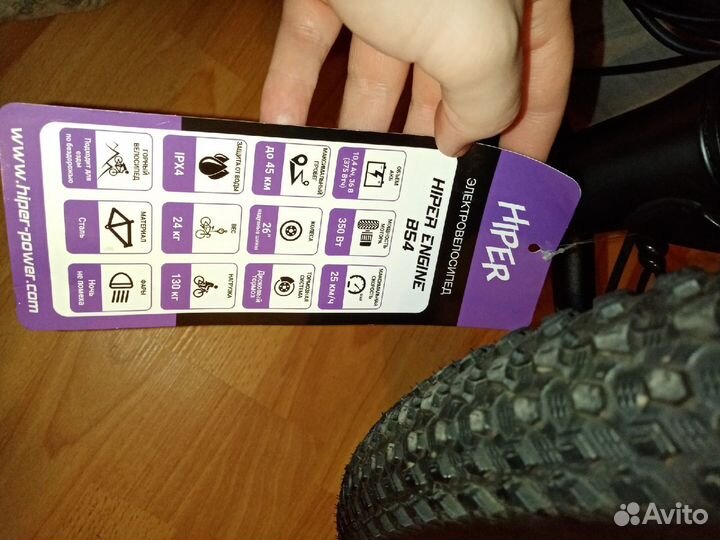 HIPER
ЭЛЕКТРОВЕЛОСИПЕД
HIPER ENGINE
B54
ОБЪЕМ
АКБ
10,4 Ач, 36 В
(375 Втч)
МОЩНОСТЬ
МОТОРА
350 Вт
МАКСИМАЛЬНАЯ
СКОРОСТЬ
25 КМ/Ч
МАКСИМАЛЬНЫЙ
ПРОБЕГ
ДО 45 КМ
КОЛЕСА
26"
надувные шины
ТОРМОЗНАЯ
СИСТЕМА
Дисковый
тормоз
ЗАЩИТА ОТ ВОДЫ
IPX4
ВЕС
24 КГ
НАГРУЗКА
130 КГ
ГОРНЫЙ
ВЕЛОСИПЕД
Подходит для
езды
по бездорожью
МАТЕРИАЛ
Сталь
ФАРЫ
Ночь
не помеха
www.hiper-power.com
Avito